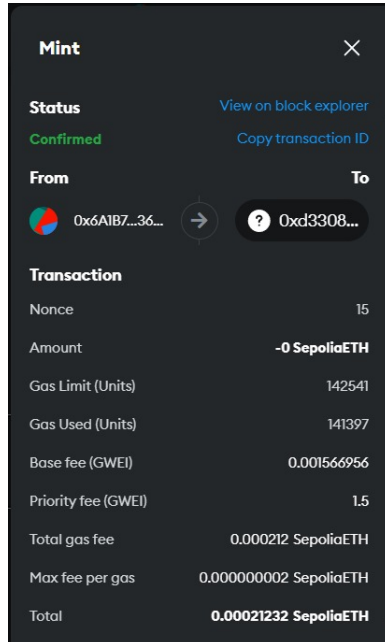 Mint
Status View on block explorer
Confirmed Copy transaction ID
From To
0x6A1B7...36... 0xd3308...
Transaction
Nonce 15
Amount -0 SepoliaETH
Gas Limit (Units) 142541
Gas Used (Units) 141397
Base fee (GWEI) 0.001566956
Priority fee (GWEI) 1.5
Total gas fee 0.000212 SepoliaETH
Max fee per gas 0.000000002 SepoliaETH
Total 0.00021232 SepoliaETH